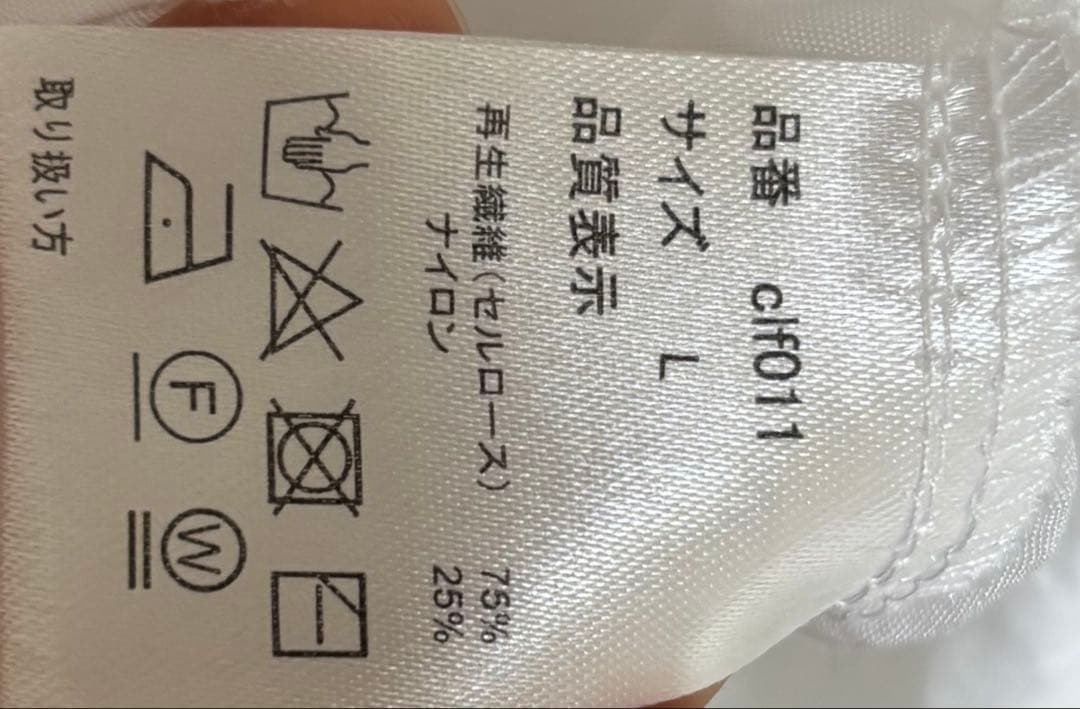 品番 clf011
サイズ L
品質表示
再生繊維(セルロース) 75%
ナイロン 25%
F W
取り扱い方